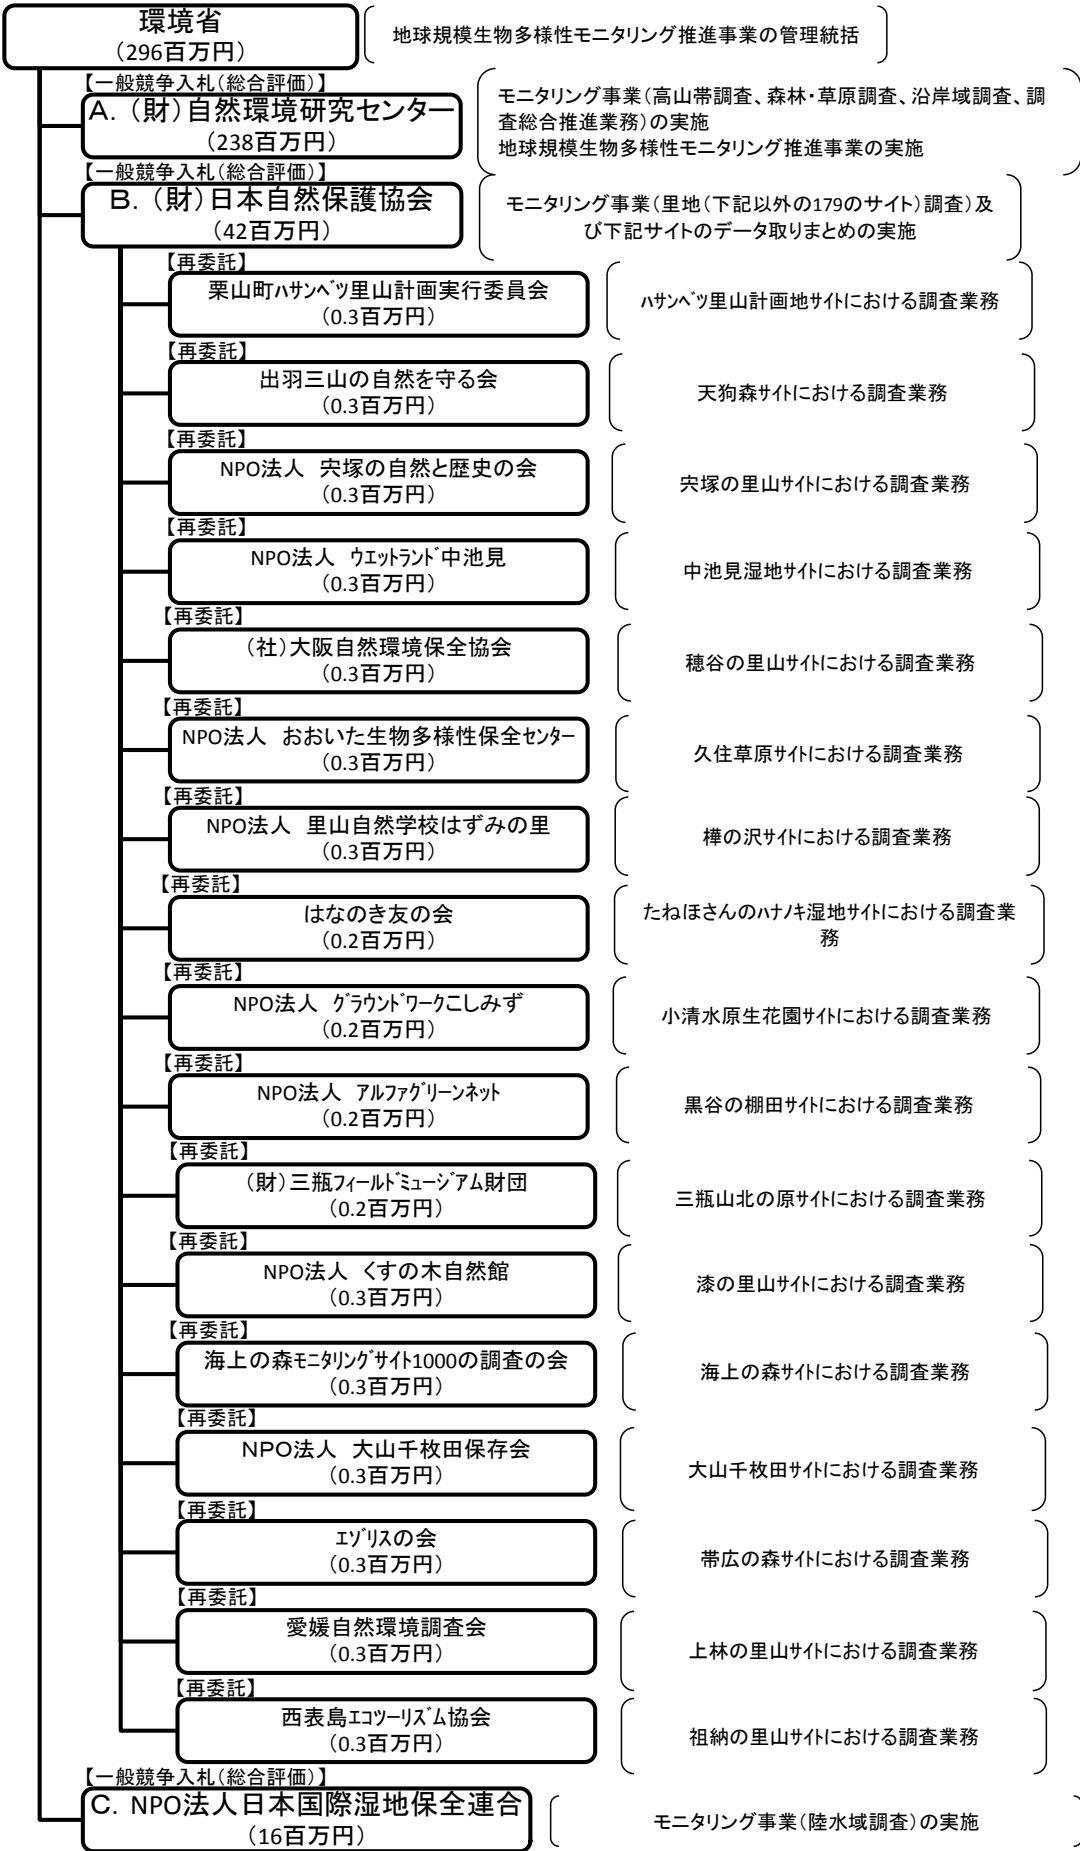 環境省
（296百万円）
地球規模生物多様性モニタリング推進事業の管理統括
【一般競争入札（総合評価）】
A．（財）自然環境研究センター
（238百万円）
モニタリング事業（高山帯調査、森林・草原調査、沿岸域調査、調
査総合推進業務）の実施
地球規模生物多様性モニタリング推進事業の実施
【一般競争入札（総合評価）】
B．（財）日本自然保護協会
（42百万円）
モニタリング事業（里地（下記以外の179のサイト）調査）及
び下記サイトのデータ取りまとめの実施
【再委託】
栗山町ﾊｻﾝﾍﾞﾂ里山計画実行委員会
（0.3百万円）
ﾊｻﾝﾍﾞﾂ里山計画地ｻｲﾄにおける調査業務
【再委託】
出羽三山の自然を守る会
（0.3百万円）
天狗森ｻｲﾄにおける調査業務
【再委託】
NPO法人　宍塚の自然と歴史の会
（0.3百万円）
宍塚の里山ｻｲﾄにおける調査業務
【再委託】
NPO法人　ｳｴｯﾄﾗﾝﾄﾞ中池見
（0.3百万円）
中池見湿地ｻｲﾄにおける調査業務
【再委託】
（社）大阪自然環境保全協会
（0.3百万円）
穂谷の里山ｻｲﾄにおける調査業務
【再委託】
NPO法人　おおいた生物多様性保全ｾﾝﾀｰ
（0.3百万円）
久住草原ｻｲﾄにおける調査業務
【再委託】
NPO法人　里山自然学校はずみの里
（0.3百万円）
樺の沢ｻｲﾄにおける調査業務
【再委託】
はなのき友の会
（0.2百万円）
たねほさんのﾊﾅﾉｷ湿地ｻｲﾄにおける調査業
務
【再委託】
NPO法人　ｸﾞﾗｳﾝﾄﾞﾜｰｸこしみず
（0.2百万円）
小清水原生花園ｻｲﾄにおける調査業務
【再委託】
NPO法人　ｱﾙﾌｧｸﾞﾘｰﾝﾈｯﾄ
（0.2百万円）
黒谷の棚田ｻｲﾄにおける調査業務
【再委託】
（財）三瓶ﾌｨｰﾙﾄﾞﾐｭｰｼﾞｱﾑ財団
（0.2百万円）
三瓶山北の原ｻｲﾄにおける調査業務
【再委託】
NPO法人　くすの木自然館
（0.3百万円）
漆の里山ｻｲﾄにおける調査業務
【再委託】
海上の森ﾓﾆﾀﾘﾝｸﾞｻｲﾄ1000の調査の会
（0.3百万円）
海上の森ｻｲﾄにおける調査業務
【再委託】
ＮＰＯ法人　大山千枚田保存会
（0.3百万円）
大山千枚田ｻｲﾄにおける調査業務
【再委託】
ｴｿﾞﾘｽの会
（0.3百万円）
帯広の森ｻｲﾄにおける調査業務
【再委託】
愛媛自然環境調査会
（0.3百万円）
上林の里山ｻｲﾄにおける調査業務
【再委託】
西表島ｴｺﾂｰﾘｽﾞﾑ協会
（0.3百万円）
祖納の里山ｻｲﾄにおける調査業務
【一般競争入札（総合評価）】
C．NPO法人日本国際湿地保全連合
（16百万円）
モニタリング事業（陸水域調査）の実施